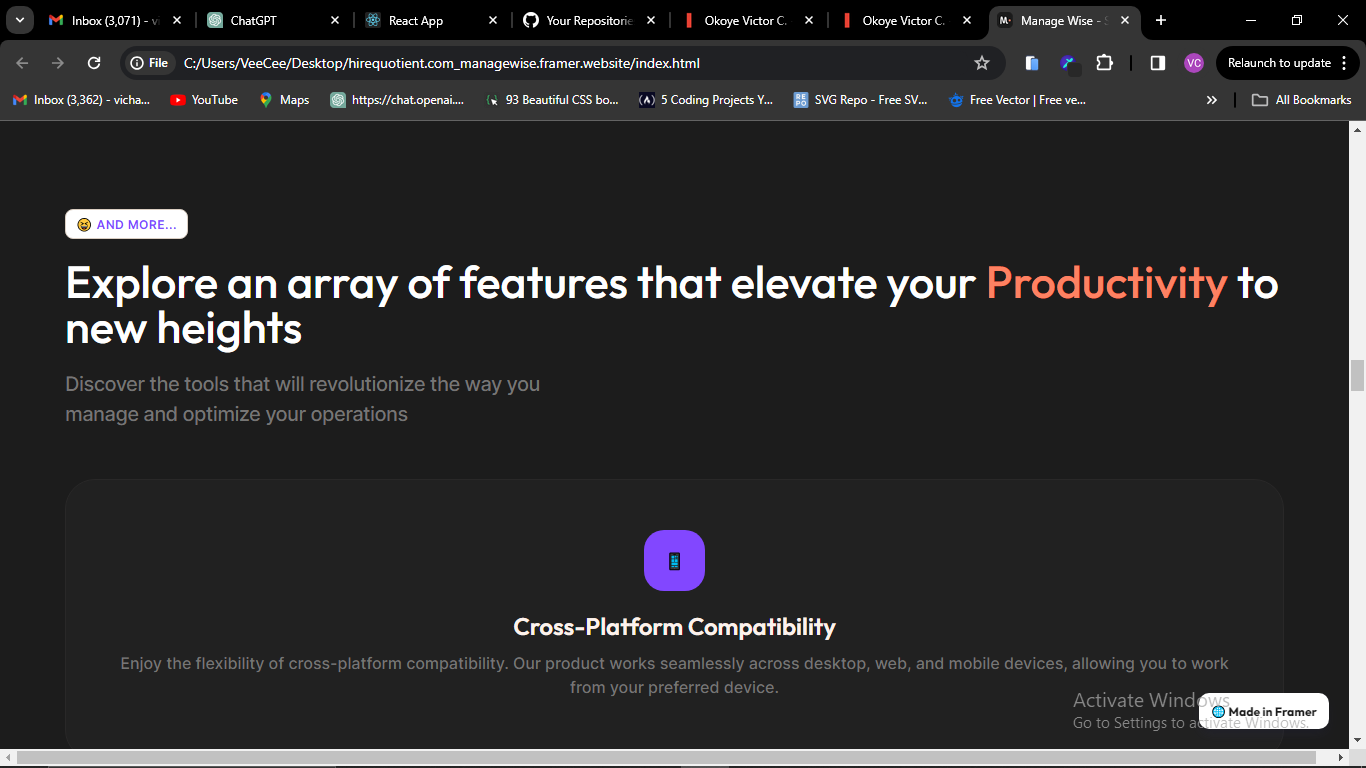 Inbox (3,071) - vi
ChatGPT
React App
Your Repositorie
Okoye Victor C.
Okoye Victor C.
Manage Wise - S
File
C:/Users/VeeCee/Desktop/hirequotient.com_managewise.framer.website/index.html
VC
Relaunch to update
Inbox (3,362) - vicha...
YouTube
Maps
https://chat.openai....
93 Beautiful CSS bo...
5 Coding Projects Y...
SVG Repo - Free SV...
Free Vector | Free ve...
All Bookmarks
AND MORE...
Explore an array of features that elevate your Productivity to
new heights
Discover the tools that will revolutionize the way you
manage and optimize your operations
Cross-Platform Compatibility
Enjoy the flexibility of cross-platform compatibility. Our product works seamlessly across desktop, web, and mobile devices, allowing you to work
from your preferred device.
Activate Windows
Made in Framer
Go to Settings to activate Windows.